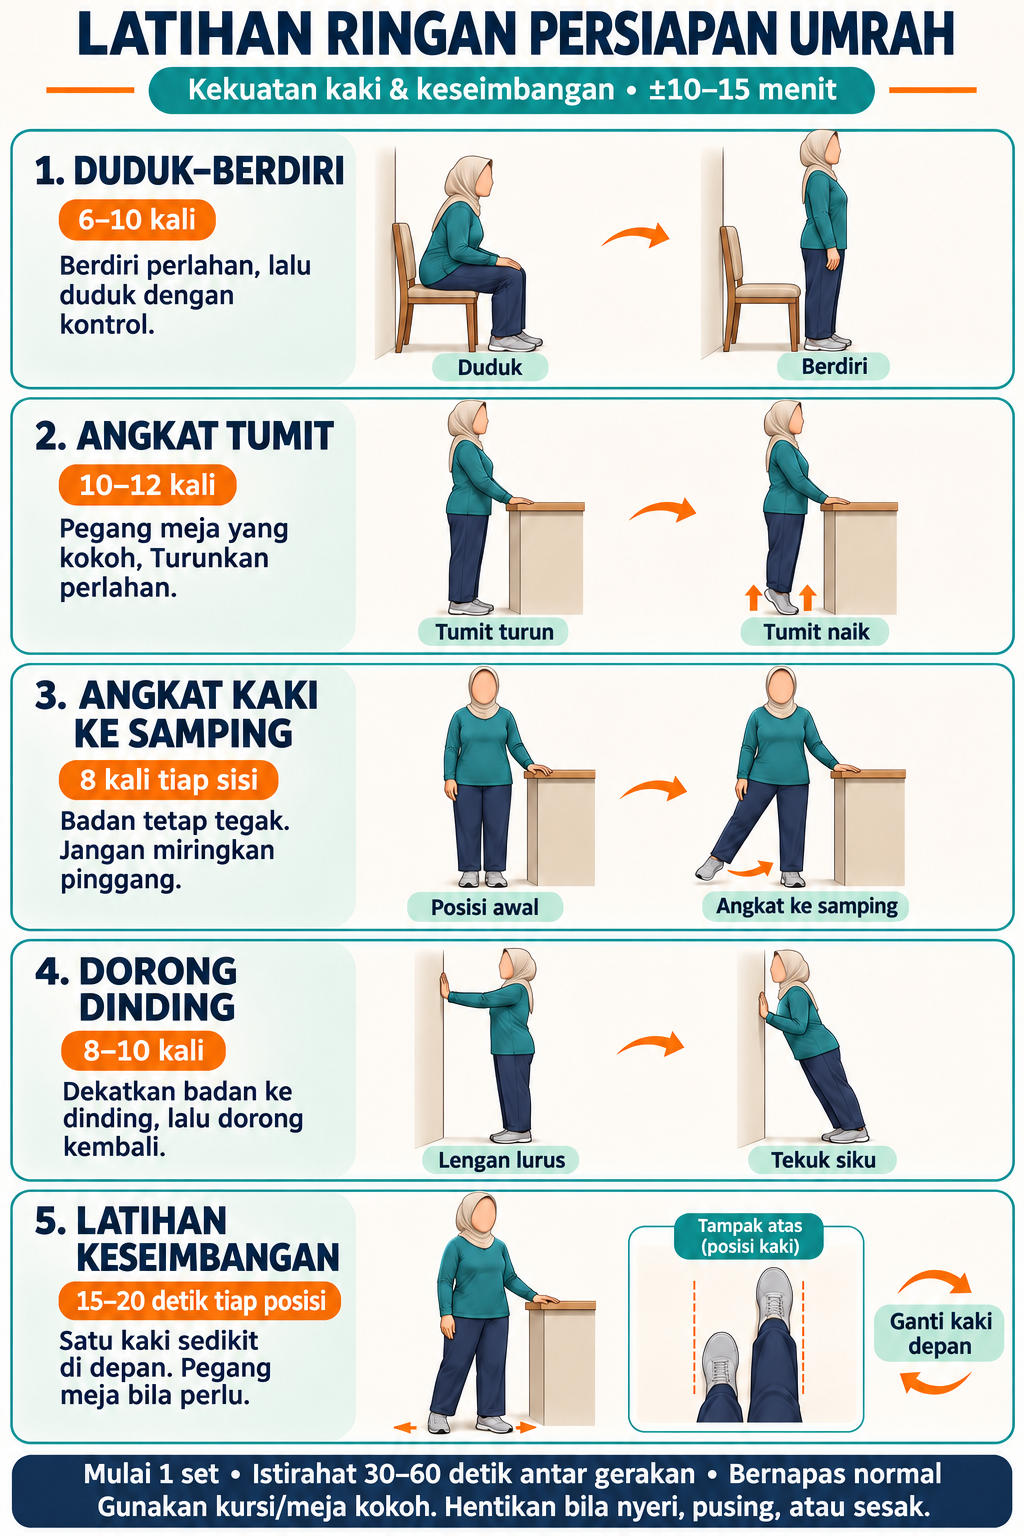 LATIHAN RINGAN PERSIAPAN UMRAH
Kekuatan kaki & keseimbangan • ±10–15 menit
1. DUDUK–BERDIRI
6–10 kali
Berdiri perlahan, lalu
duduk dengan
kontrol.
Duduk
Berdiri
2. ANGKAT TUMIT
10–12 kali
Pegang meja yang
kokoh, Turunkan
perlahan.
Tumit turun
Tumit naik
3. ANGKAT KAKI
KE SAMPING
8 kali tiap sisi
Badan tetap tegak.
Jangan miringkan
pinggang.
Posisi awal
Angkat ke samping
4. DORONG
DINDING
8–10 kali
Dekatkan badan ke
dinding, lalu dorong
kembali.
Lengan lurus
Tekuk siku
5. LATIHAN
KESEIMBANGAN
15–20 detik tiap posisi
Satu kaki sedikit
di depan. Pegang
meja bila perlu.
Tampak atas
(posisi kaki)
Ganti kaki
depan
Mulai 1 set • Istirahat 30–60 detik antar gerakan • Bernapas normal
Gunakan kursi/meja kokoh. Hentikan bila nyeri, pusing, atau sesak.